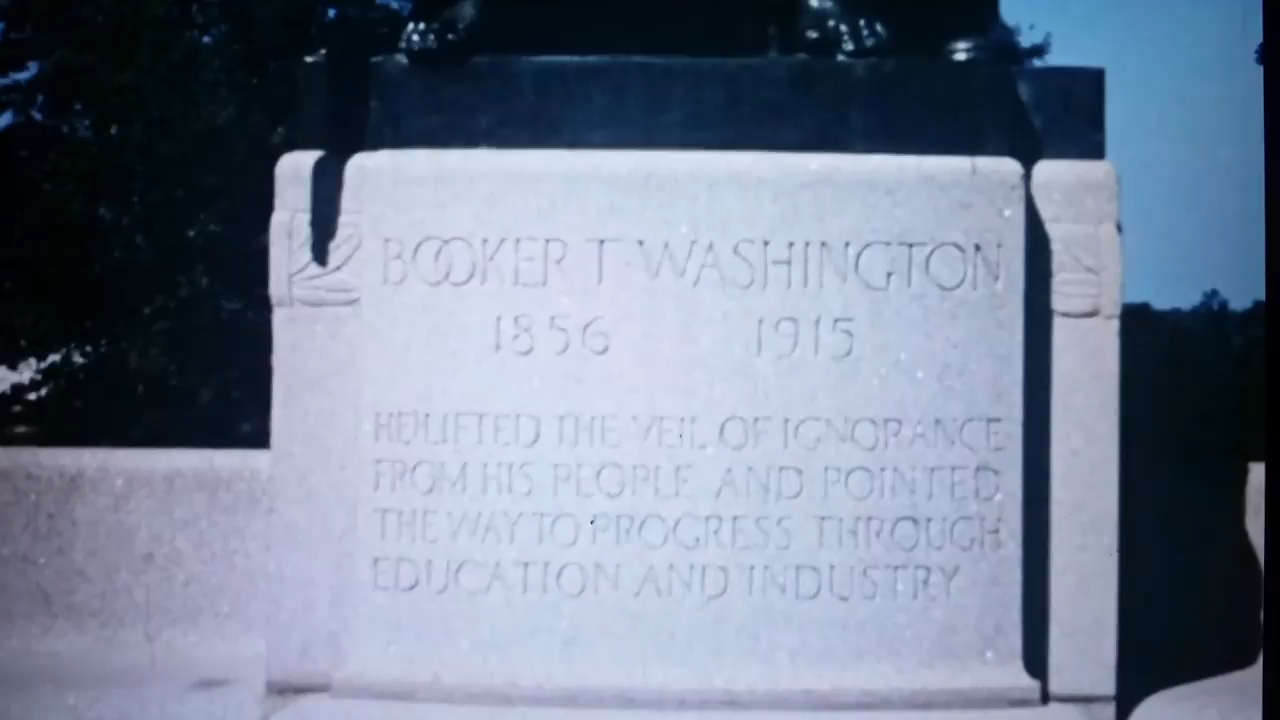 BOOKER T. WASHINGTON
1856 1915
HE LIFTED THE VEIL OF IGNORANCE
FROM HIS PEOPLE AND POINTED
THE WAY TO PROGRESS THROUGH
EDUCATION AND INDUSTRY